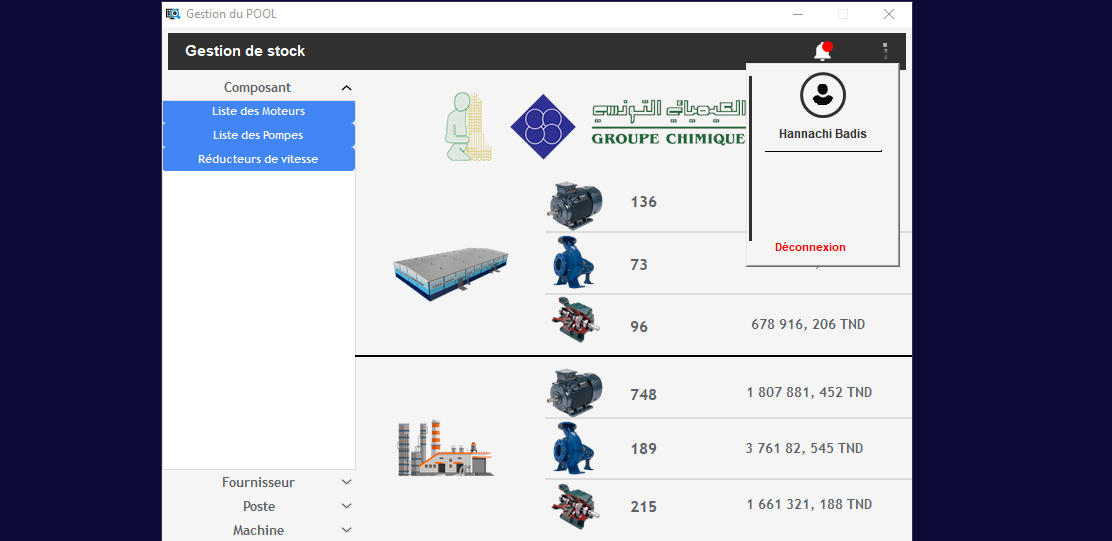 Gestion du POOL
Gestion de stock
Composant
Liste des Moteurs
Liste des Pompes
Réducteurs de vitesse
الكيميائي التونسي
GROUPE CHIMIQUE
Hannachi Badis
Déconnexion
136
73
96 678 916, 206 TND
748 1 807 881, 452 TND
189 3 761 82, 545 TND
215 1 661 321, 188 TND
Fournisseur
Poste
Machine